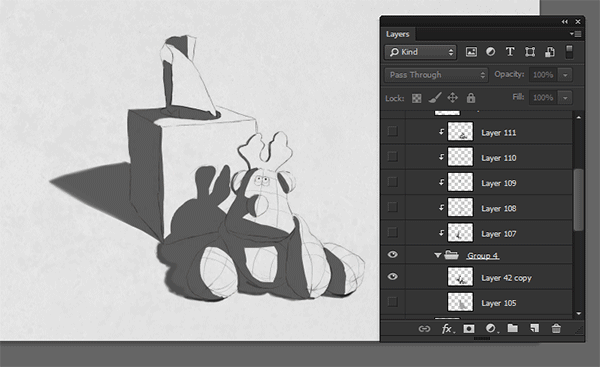 Layers
Kind
Pass Through Opacity: 100%
Lock: Fill: 100%
Layer 111
Layer 110
Layer 109
Layer 108
Layer 107
Group 4
Layer 42 copy
Layer 105